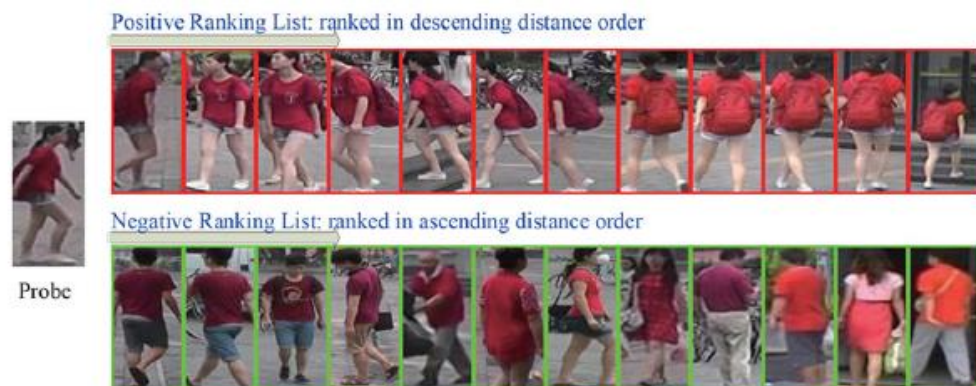 Positive Ranking List: ranked in descending distance order
Negative Ranking List: ranked in ascending distance order
Probe